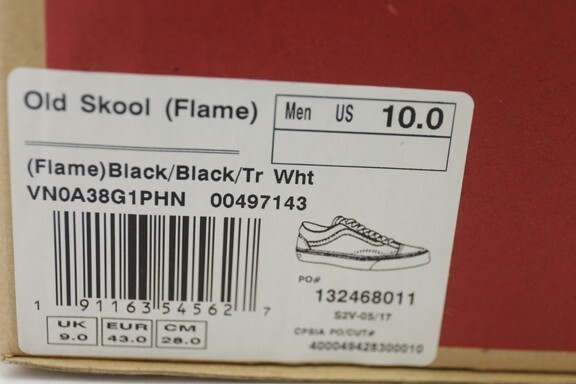 Old Skool (Flame)
Men US 10.0
(Flame)Black/Black/Tr Wht
VN0A38G1PHN 00497143
1 91163 54562 7
PO#
132468011
S2V-05/17
CPSIA PO/CUT#
400049428300010
UK EUR CM
9.0 43.0 28.0